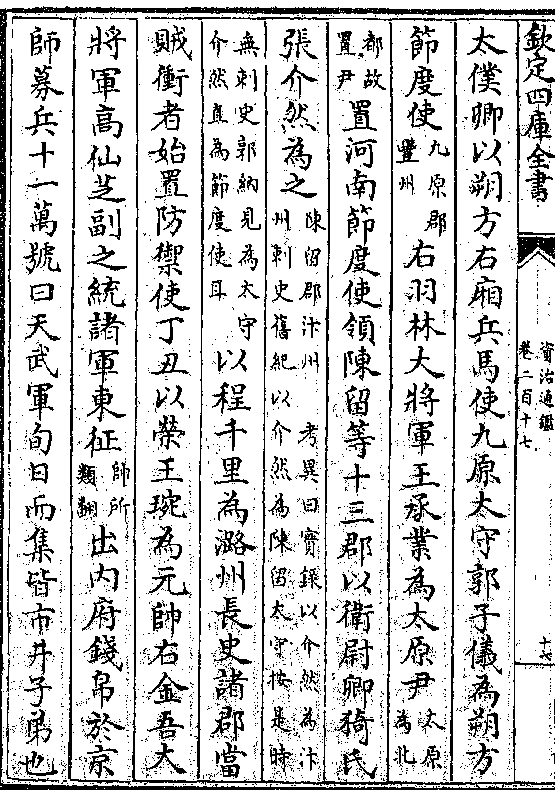 欽定四庫全書
資治通鑑
卷二百十七
十七
太僕卿以朔方右廂兵馬使九原太守郭子儀為朔方
節度使九原郡豐州右羽林大將軍王承業為太原尹太原為北
都故置尹置河南節度使領陳留等十三郡以衛尉卿猗氏
張介然為之陳留郡汴州 考異曰實錄以介然為汴州刺史舊紀以介然為陳留太守按是時
無刺史郭納見為太守介然直為節度使耳以程千里為潞州長史諸郡當
賊衝者始置防禦使丁丑以榮王琬為元帥右金吾大
將軍高仙芝副之統諸軍東征帥所類翻出内府錢帛於京
師募兵十一萬號曰天武軍旬日而集皆市井子弟也